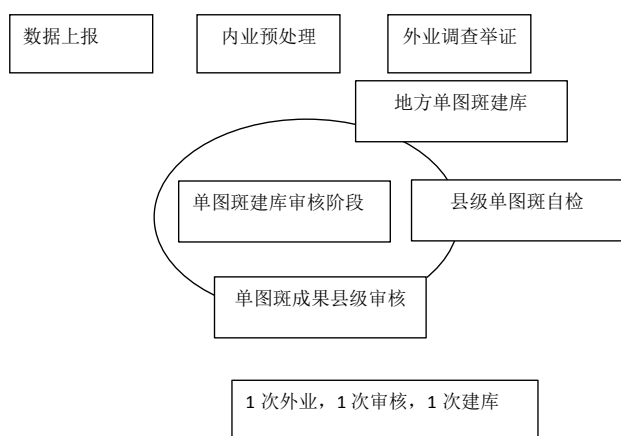 数据上报
内业预处理
外业调查举证
地方单图斑建库
单图斑建库审核阶段
县级单图斑自检
单图斑成果县级审核
1 次外业，1 次审核，1 次建库